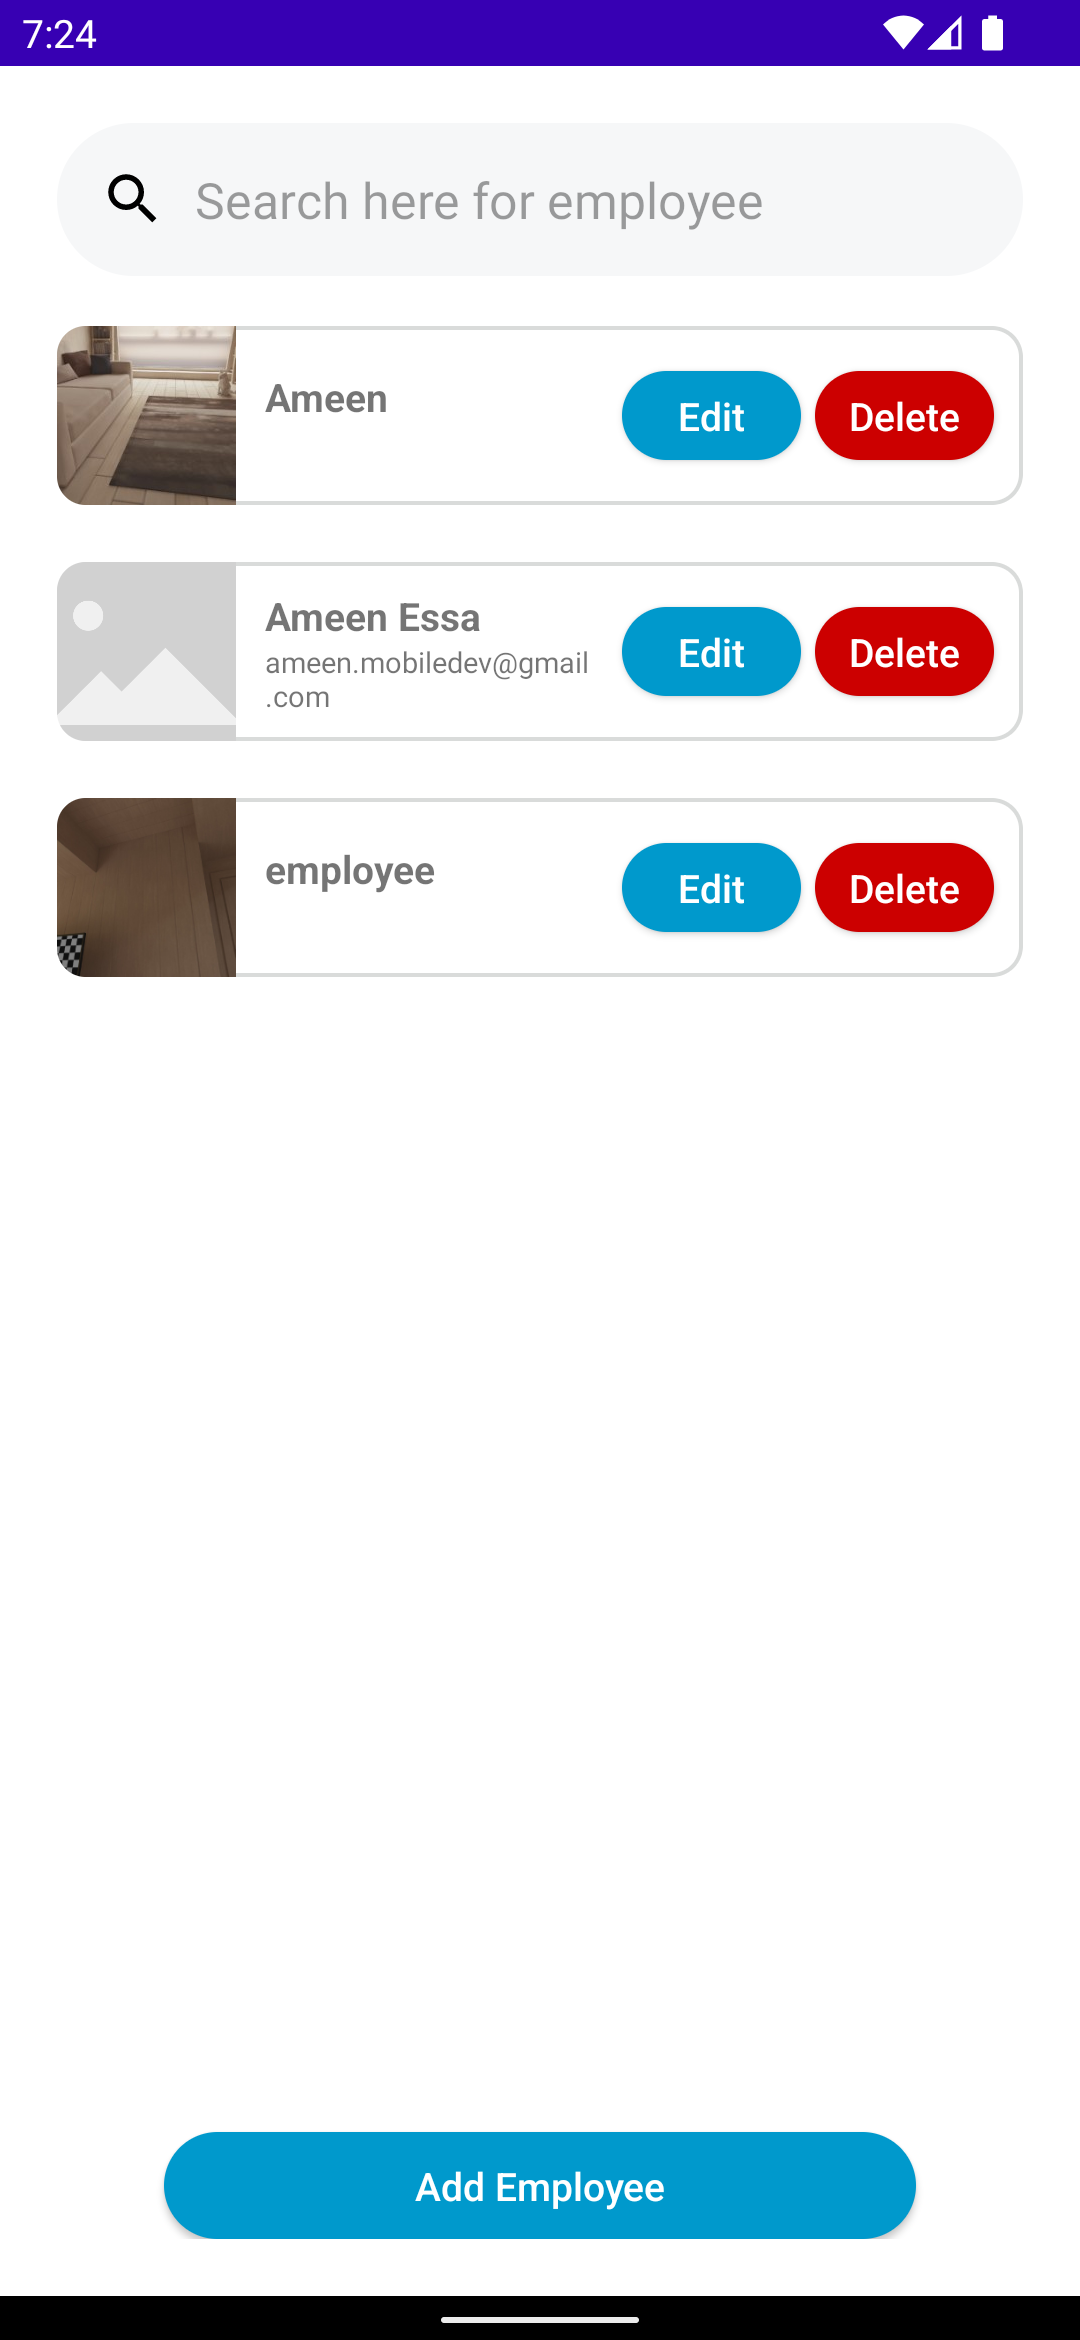 7:24
Search here for employee
Ameen
Edit
Delete
Ameen Essa
ameen.mobiledev@gmail
.com
Edit
Delete
employee
Edit
Delete
Add Employee